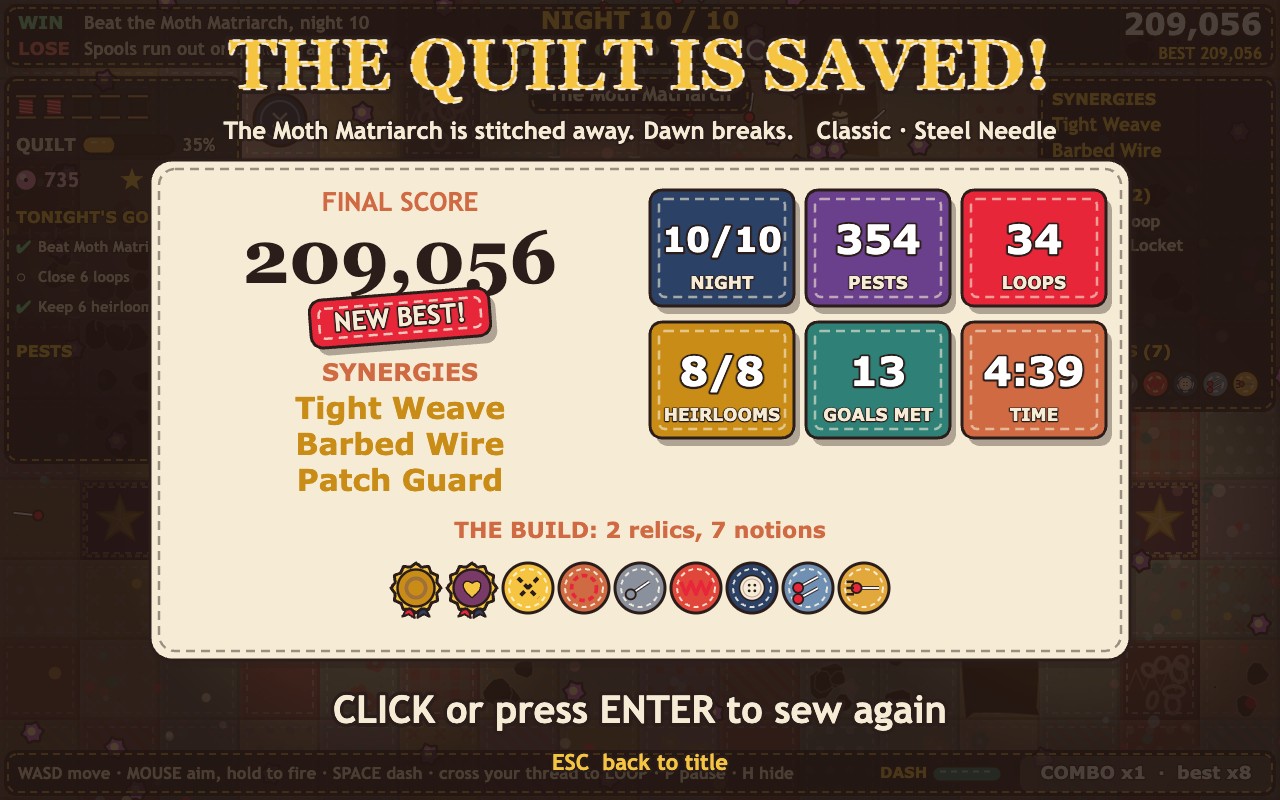 WIN Beat the Moth Matriarch, night 10
NIGHT 10 / 10
209,056
LOSE Spools run out or
BEST 209,056
THE QUILT IS SAVED!
The Moth Matriarch
The Moth Matriarch is stitched away. Dawn breaks. Classic · Steel Needle
SYNERGIES
Tight Weave
Barbed Wire
QUILT 35%
735
TONIGHT'S GO
Beat Moth Matri
Close 6 loops
Keep 6 heirloom
PESTS
2)
oop
Locket
S (7)
FINAL SCORE
209,056
NEW BEST!
SYNERGIES
Tight Weave
Barbed Wire
Patch Guard
10/10
NIGHT
354
PESTS
34
LOOPS
8/8
HEIRLOOMS
13
GOALS MET
4:39
TIME
THE BUILD: 2 relics, 7 notions
CLICK or press ENTER to sew again
ESC back to title
WASD move · MOUSE aim, hold to fire · SPACE dash · cross your thread to LOOP · P pause · H hide
DASH
COMBO x1 · best x8